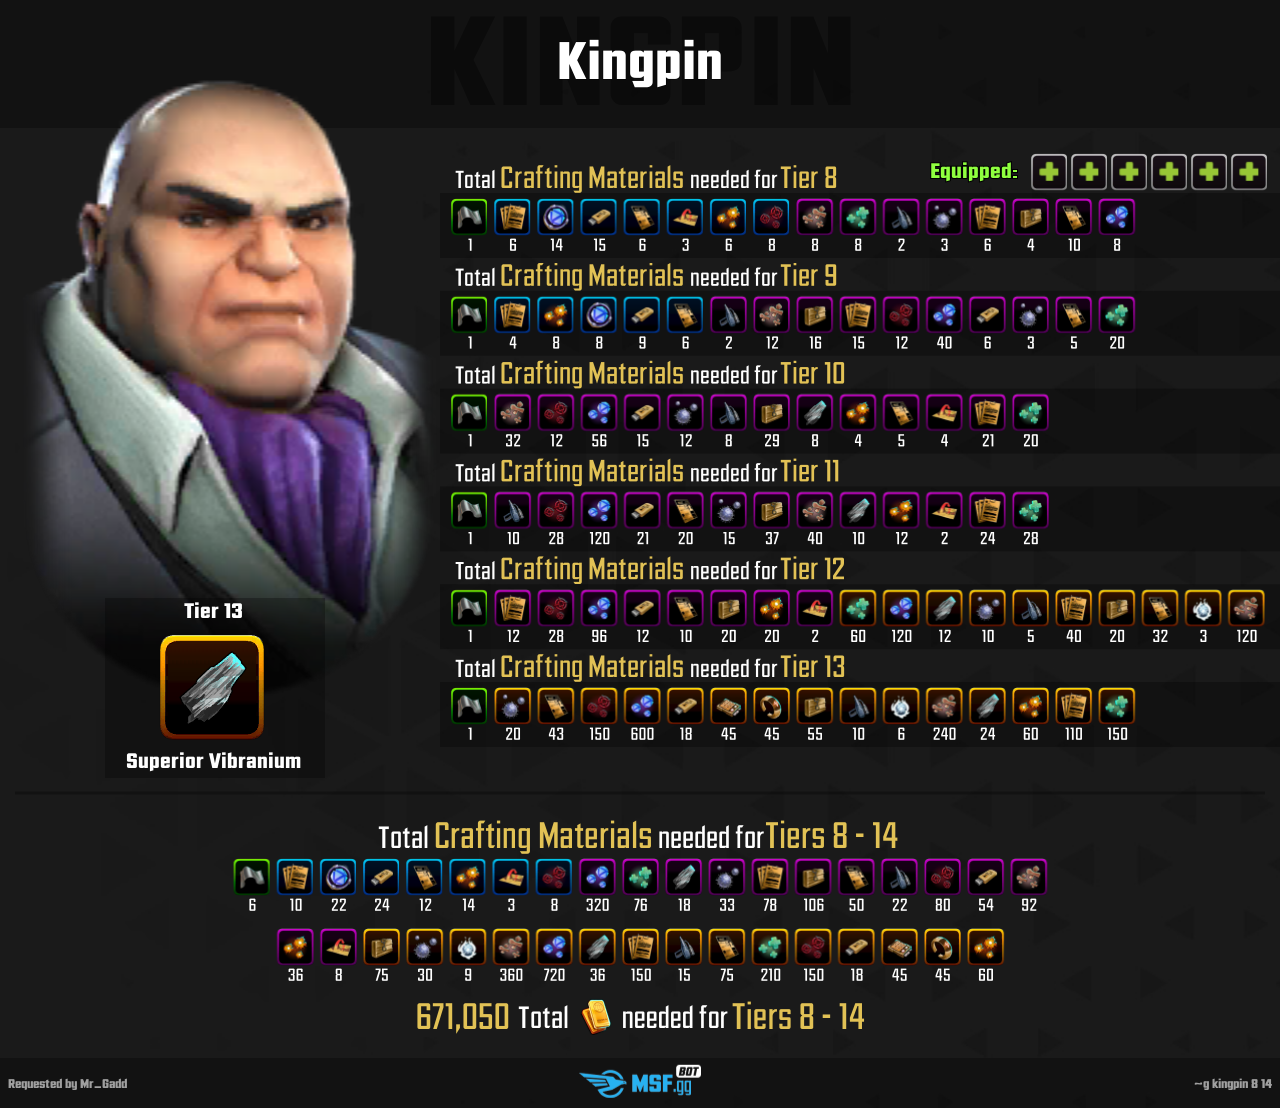 KINGPIN
Kingpin
Equipped:
Total Crafting Materials needed for Tier 8
1 6 14 15 6 3 6 8 8 8 2 3 6 4 10 8
Total Crafting Materials needed for Tier 9
1 4 8 8 9 6 2 12 16 15 12 40 6 3 5 20
Total Crafting Materials needed for Tier 10
1 32 12 56 15 12 8 29 8 4 5 4 21 20
Total Crafting Materials needed for Tier 11
1 10 28 120 21 20 15 37 40 10 12 2 24 28
Total Crafting Materials needed for Tier 12
1 12 28 96 12 10 20 20 2 60 120 12 10 5 40 20 32 3 120
Total Crafting Materials needed for Tier 13
1 20 43 150 600 18 45 45 55 10 6 240 24 60 110 150
Tier 13
Superior Vibranium
Total Crafting Materials needed for Tiers 8 - 14
6 10 22 24 12 14 3 8 320 76 18 33 78 106 50 22 80 54 92
36 8 75 30 9 360 720 36 150 15 75 210 150 18 45 45 60
671,050 Total needed for Tiers 8 - 14
Requested by Mr_Gadd
MSF.gg BOT
~g kingpin 8 14